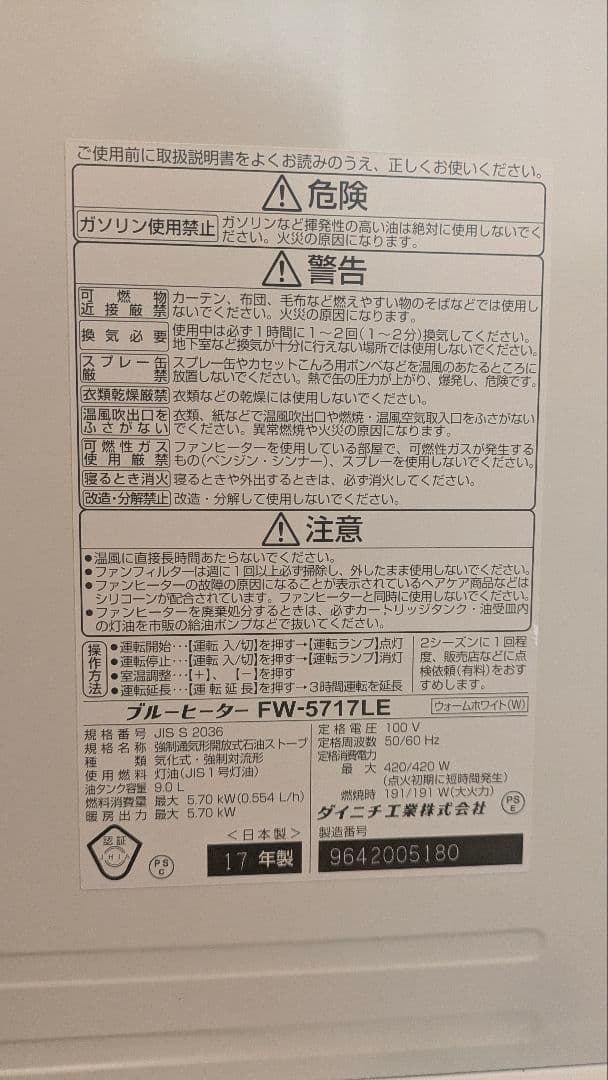 ご使用前に取扱説明書をよくお読みのうえ、正しくお使いください。
危険
ガソリン使用禁止 ガソリンなど揮発性の高い油は絶対に使用しないでく
ださい。火災の原因になります。
警告
可燃物 カーテン、布団、毛布など燃えやすい物のそばなどでは使用し
近接厳禁 ないでください。火災の原因になります。
換気必要 使用中は必ず1時間に1〜2回(1〜2分)換気してください。
地下室など換気が十分に行えない場所では使用しないでください。
スプレー缶 スプレー缶やカセットこんろ用ボンベなどを温風のあたるところに
厳禁 放置しないでください。熱で缶の圧力が上がり、爆発し、危険です。
衣類乾燥厳禁 衣類などの乾燥には使用しないでください。
温風吹出口を 衣類、紙などで温風吹出口や燃焼・温風空気取入口をふさがない
ふさがない でください。異常燃焼や火災の原因になります。
可燃性ガス ファンヒーターを使用している部屋で、可燃性ガスが発生する
使用厳禁 もの(ベンジン・シンナー)、スプレーを使用しないでください。
寝るとき消火 寝るときや外出するときは、必ず消火してください。
改造・分解禁止 改造・分解して使用しないでください。
注意
●温風に直接長時間あたらないでください。
●ファンフィルターは週に1回以上必ず掃除し、外したまま使用しないでください。
●ファンヒーターの故障の原因になることが表示されているヘアケア商品などは
シリコーンが配合されています。ファンヒーターと同時に使用しないでください。
●ファンヒーターを廃棄処分するときは、必ずカートリッジタンク・油受皿内
の灯油を市販の給油ポンプなどで抜いてください。
操作方法
●運転開始・・・【運転 入/切】を押す→【運転ランプ】点灯
●運転停止・・・【運転 入/切】を押す→【運転ランプ】消灯
●室温調整・・・【+】、【−】を押す
●運転延長・・・【運転延長】を押す→3時間運転を延長
2シーズンに1回程
度、販売店などに点
検依頼(有料)をおす
すめします。
ブルーヒーター FW-5717LE ウォームホワイト(W)
規格番号 JIS S 2036
規格名称 強制通気形開放式石油ストーブ
種類 気化式・強制対流形
使用燃料 灯油(JIS1号灯油)
油タンク容量 9.0 L
燃料消費量 最大 5.70 kW(0.554 L/h)
暖房出力 最大 5.70 kW
定格電圧 100 V
定格周波数 50/60 Hz
定格消費電力
最大 420/420 W
(点火初期に短時間発生)
燃焼時 191/191 W(大火力)
ダイニチ工業株式会社
PS
E
認証
JHIA
PS
C
<日本製>
17 年製
製造番号
9642005180